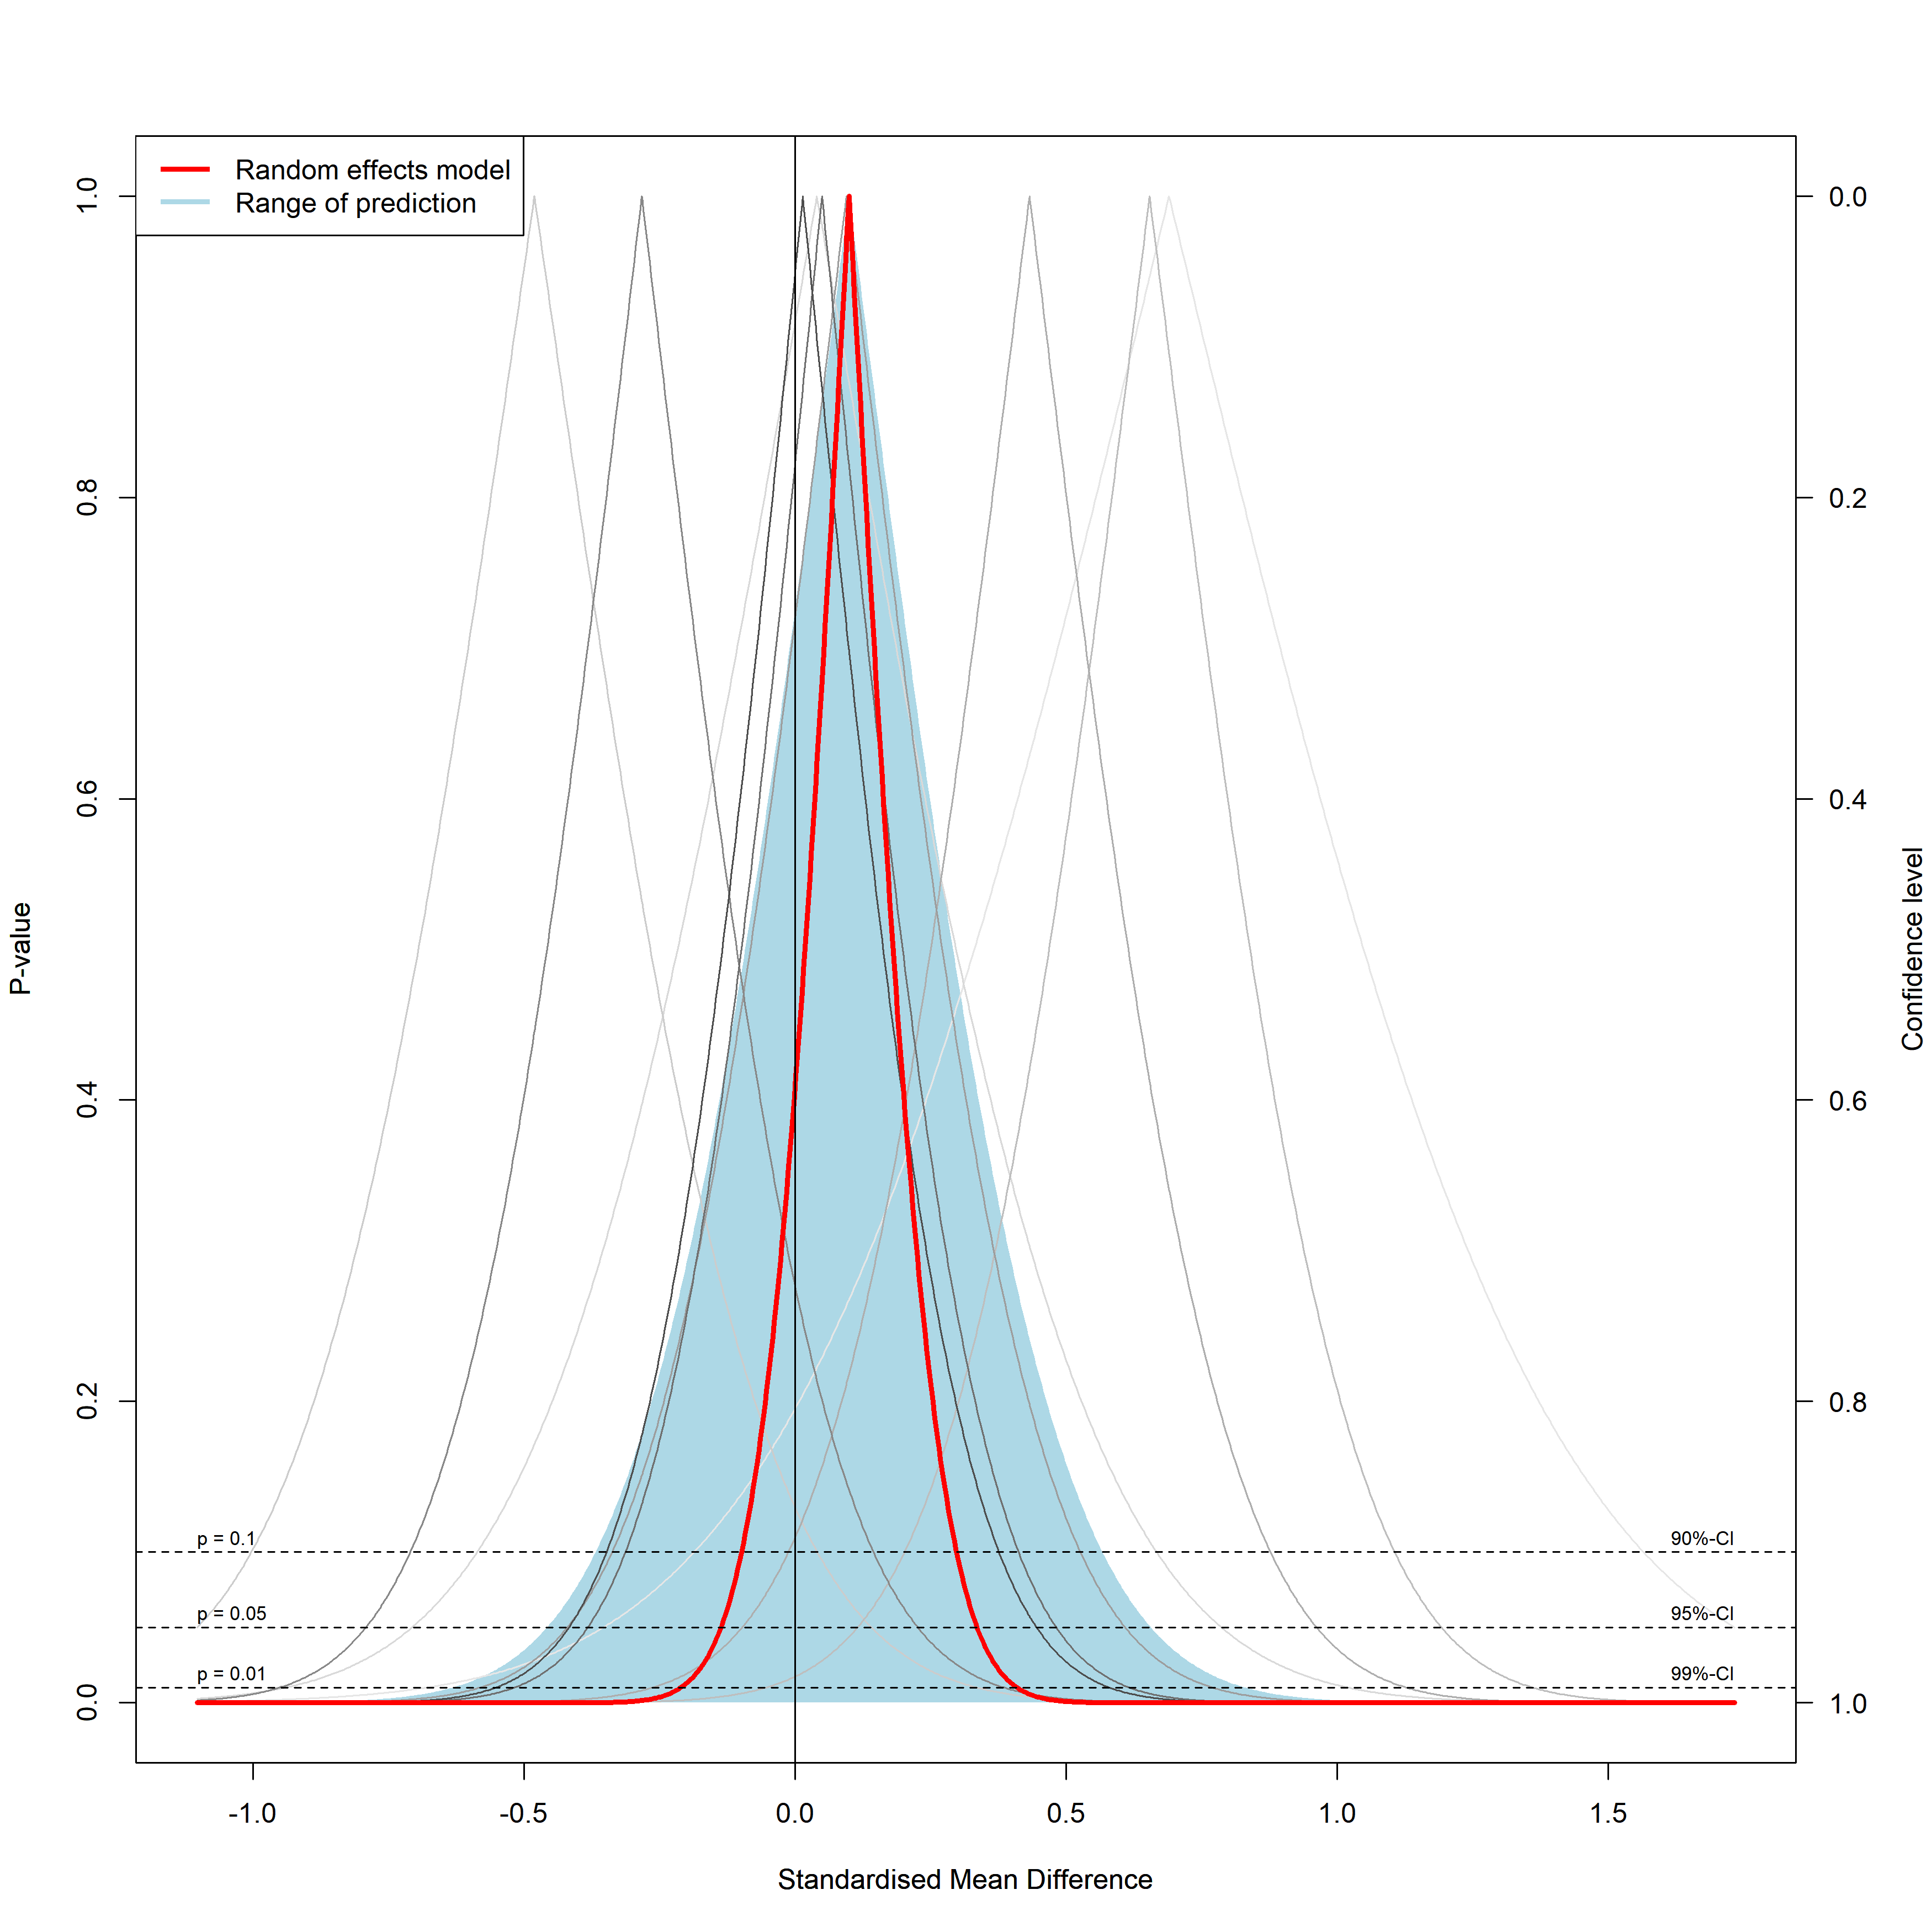 Random effects model
Range of prediction
1.0
0.8
0.6
0.4
0.2
0.0
P-value
0.0
0.2
0.4
0.6
0.8
1.0
Confidence level
p = 0.1
90%-CI
p = 0.05
95%-CI
p = 0.01
99%-CI
-1.0
-0.5
0.0
0.5
1.0
1.5
Standardised Mean Difference